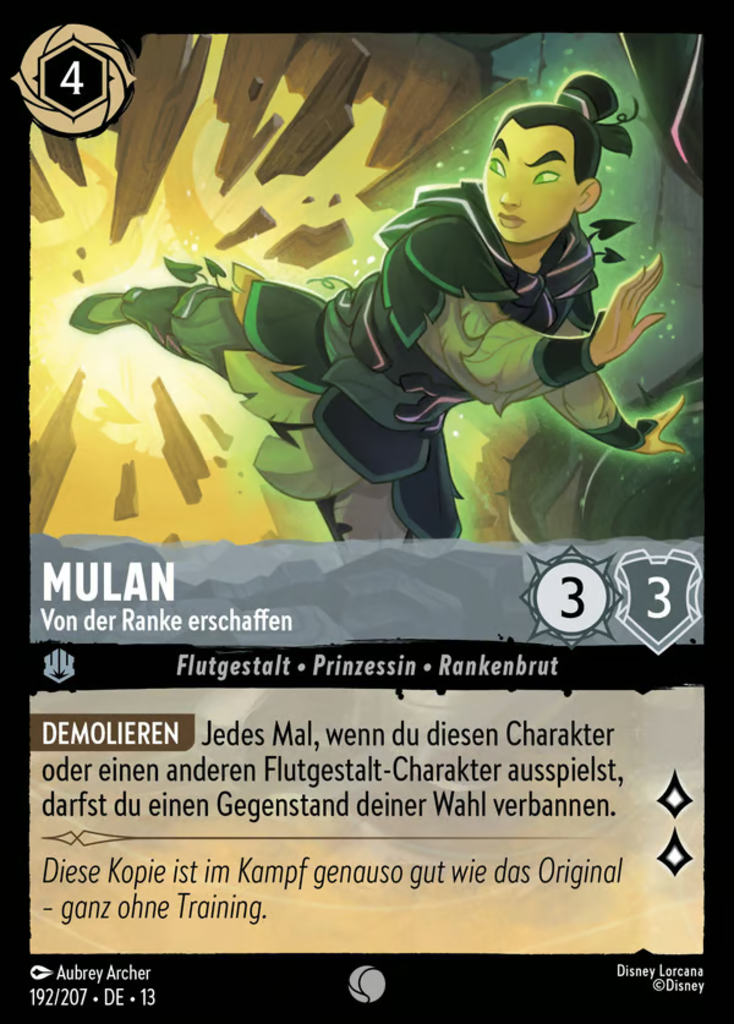 4
MULAN
Von der Ranke erschaffen
3
3
Flutgestalt • Prinzessin • Rankenbrut
DEMOLIEREN Jedes Mal, wenn du diesen Charakter
oder einen anderen Flutgestalt-Charakter ausspielst,
darfst du einen Gegenstand deiner Wahl verbannen.
Diese Kopie ist im Kampf genauso gut wie das Original
– ganz ohne Training.
Aubrey Archer
192/207 • DE • 13
Disney Lorcana
©Disney